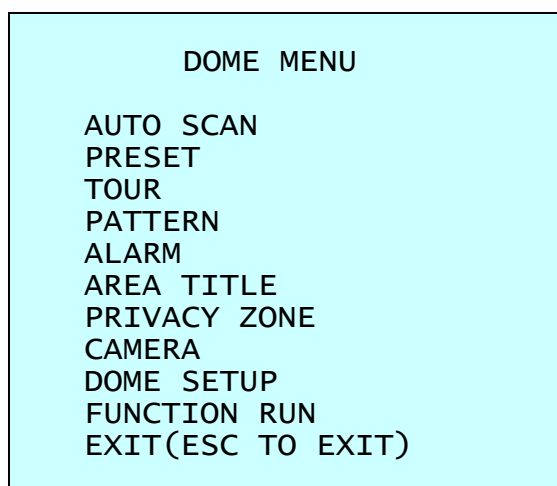 DOME MENU
AUTO SCAN
PRESET
TOUR
PATTERN
ALARM
AREA TITLE
PRIVACY ZONE
CAMERA
DOME SETUP
FUNCTION RUN
EXIT(ESC TO EXIT)